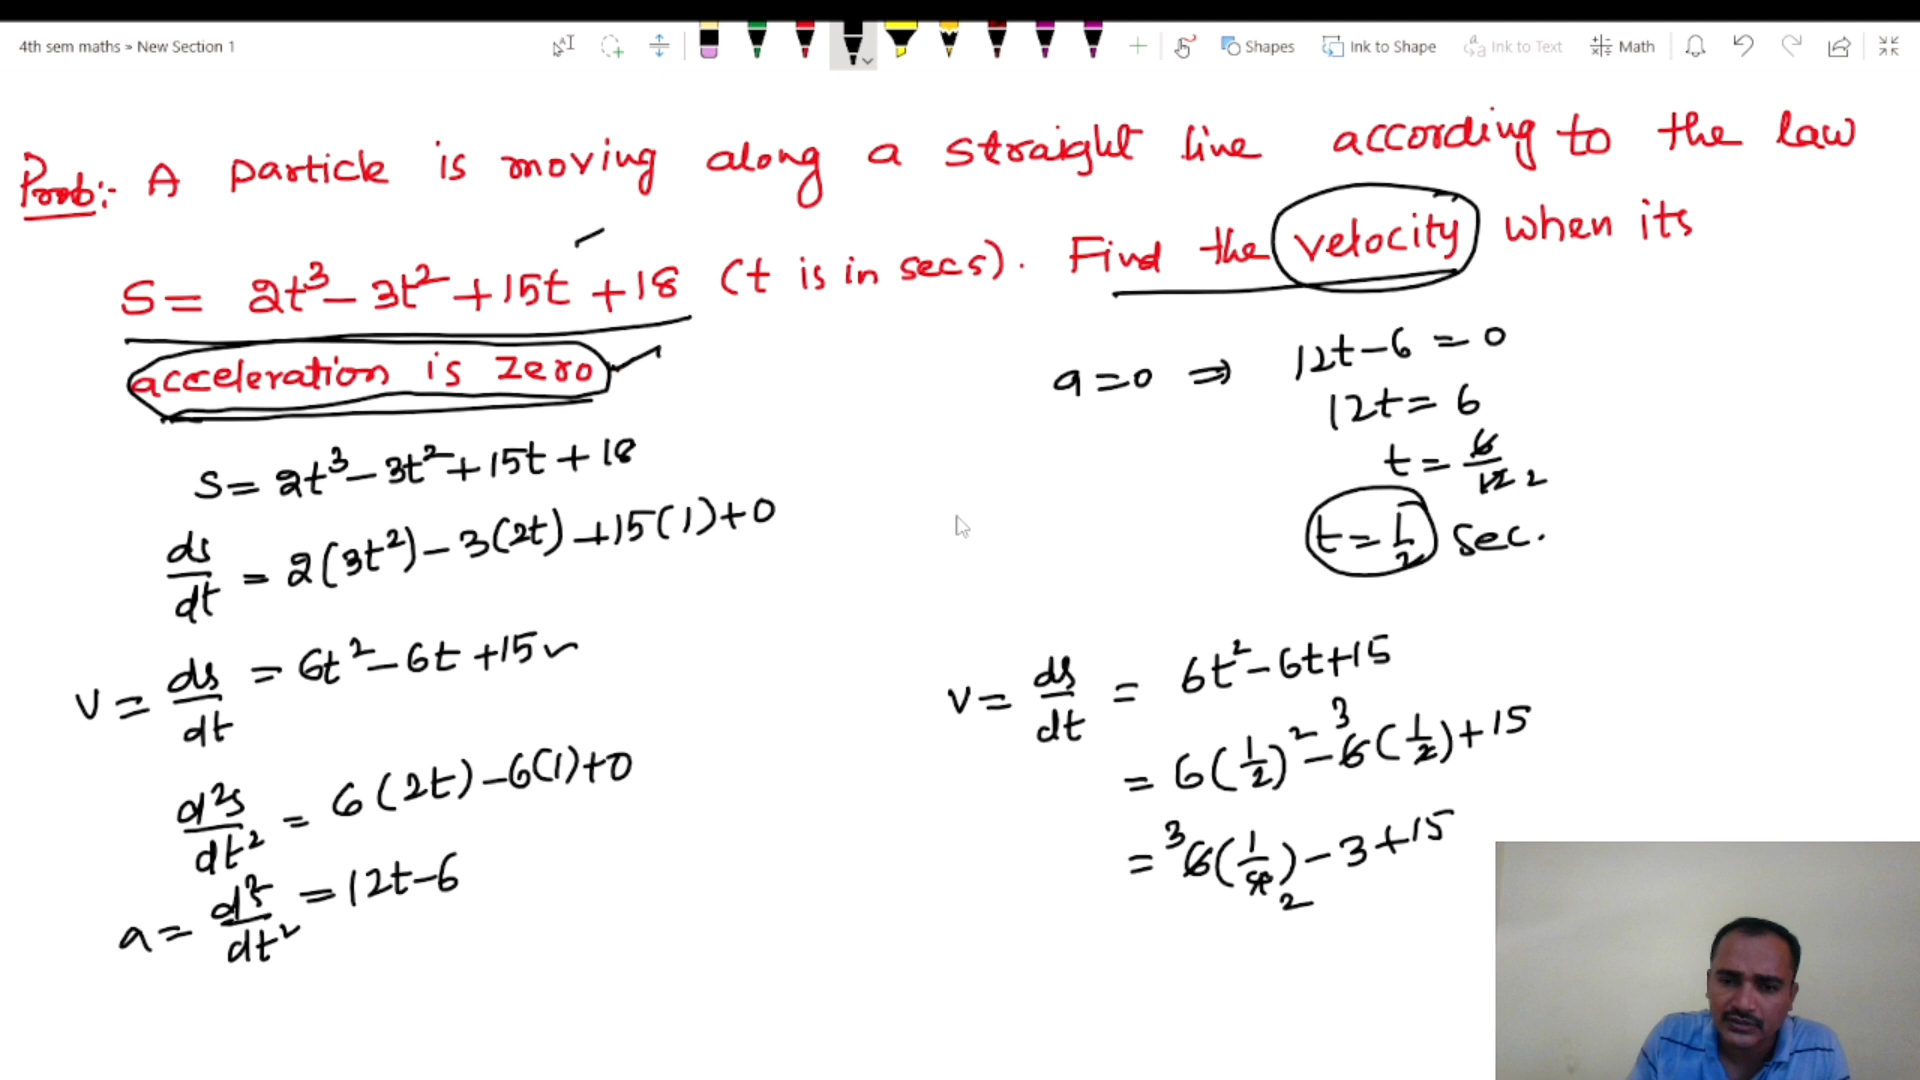 4th sem maths » New Section 1
Shapes Ink to Shape Ink to Text Math
Prob:- A particle is moving along a straight line according to the law
S = 2t³ - 3t² + 15t + 18 (t is in secs). Find the velocity when its
acceleration is zero
S = 2t³ - 3t² + 15t + 18
ds/dt = 2(3t²) - 3(2t) + 15(1) + 0
V = ds/dt = 6t² - 6t + 15
d²s/dt² = 6(2t) - 6(1) + 0
a = d²s/dt² = 12t - 6
a = 0 ⇒ 12t - 6 = 0
12t = 6
t = 6/12 2
t = 1/2 sec.
V = ds/dt = 6t² - 6t + 15
= 6(1/2)² - 3 6(1/2) + 15
= 3 6(1/4) 2 - 3 + 15